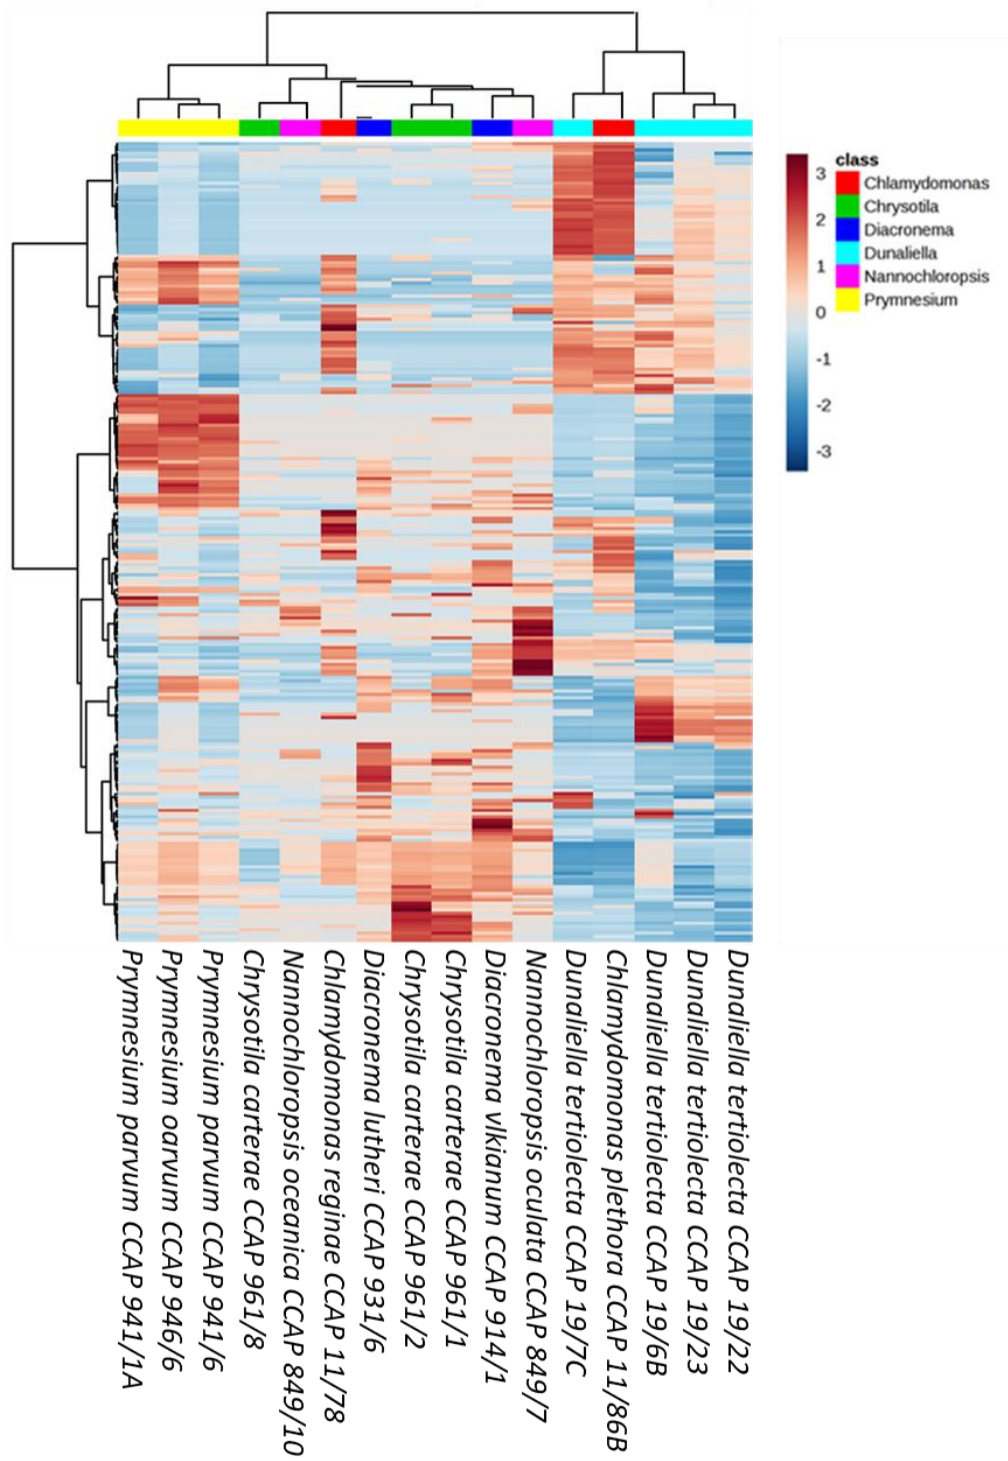 class
3
2
1
0
-1
-2
-3
Chlamydomonas
Chrysotila
Diacronema
Dunaliella
Nannochloropsis
Prymnesium
Prymnesium parvum CCAP 941/1A
Prymnesium oarvum CCAP 946/6
Prymnesium parvum CCAP 941/6
Chrysotila carterae CCAP 961/8
Nannochloropsis oceanica CCAP 849/10
Chlamydomonas reginae CCAP 11/78
Diacronema lutheri CCAP 931/6
Chrysotila carterae CCAP 961/2
Chrysotila carterae CCAP 961/1
Diacronema vlkianum CCAP 914/1
Nannochloropsis oculata CCAP 849/7
Dunaliella tertiolecta CCAP 19/7C
Chlamydomonas plethora CCAP 11/86B
Dunaliella tertiolecta CCAP 19/6B
Dunaliella tertiolecta CCAP 19/23
Dunaliella tertiolecta CCAP 19/22